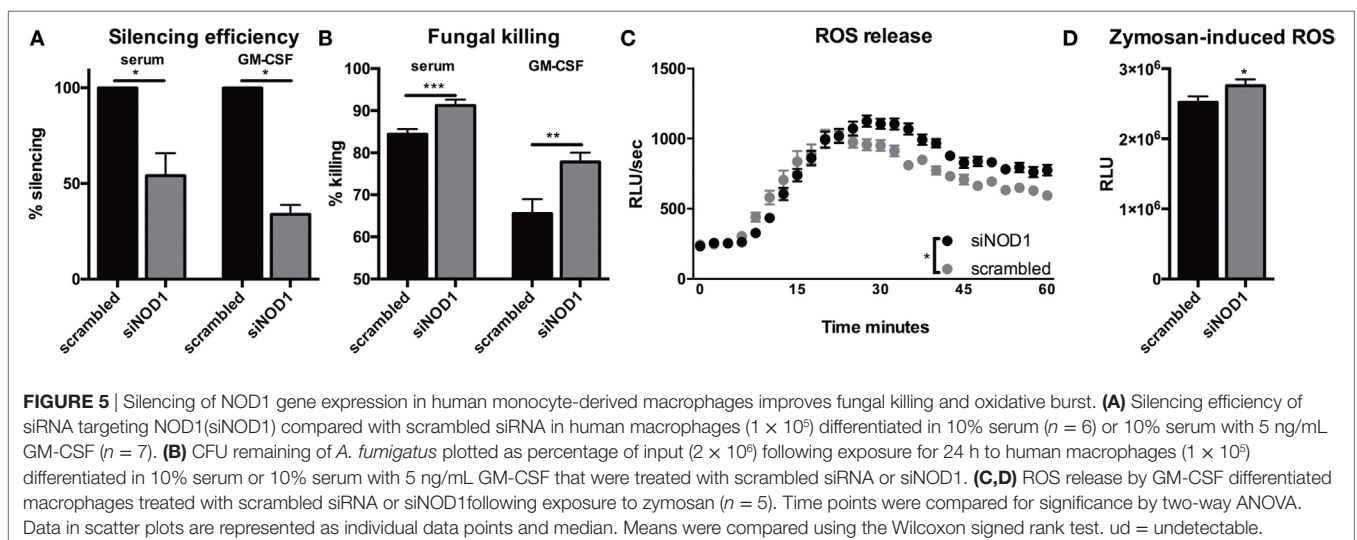 A Silencing efficiency
serum GM-CSF
* *
% silencing
100
50
0
scrambled siNOD1 scrambled siNOD1
B Fungal killing
serum GM-CSF
*** **
% killing
100
90
80
70
60
50
scrambled siNOD1 scrambled siNOD1
C ROS release
RLU/sec
1500
1000
500
0
* siNOD1
scrambled
0 15 30 45 60
Time minutes
D Zymosan-induced ROS
*
RLU
3×10⁶
2×10⁶
1×10⁶
0
scrambled siNOD1
FIGURE 5 | Silencing of NOD1 gene expression in human monocyte-derived macrophages improves fungal killing and oxidative burst. (A) Silencing efficiency of
siRNA targeting NOD1(siNOD1) compared with scrambled siRNA in human macrophages (1 × 10⁵) differentiated in 10% serum (n = 6) or 10% serum with 5 ng/mL
GM-CSF (n = 7). (B) CFU remaining of A. fumigatus plotted as percentage of input (2 × 10⁶) following exposure for 24 h to human macrophages (1 × 10⁵)
differentiated in 10% serum or 10% serum with 5 ng/mL GM-CSF that were treated with scrambled siRNA or siNOD1. (C,D) ROS release by GM-CSF differentiated
macrophages treated with scrambled siRNA or siNOD1following exposure to zymosan (n = 5). Time points were compared for significance by two-way ANOVA.
Data in scatter plots are represented as individual data points and median. Means were compared using the Wilcoxon signed rank test. ud = undetectable.